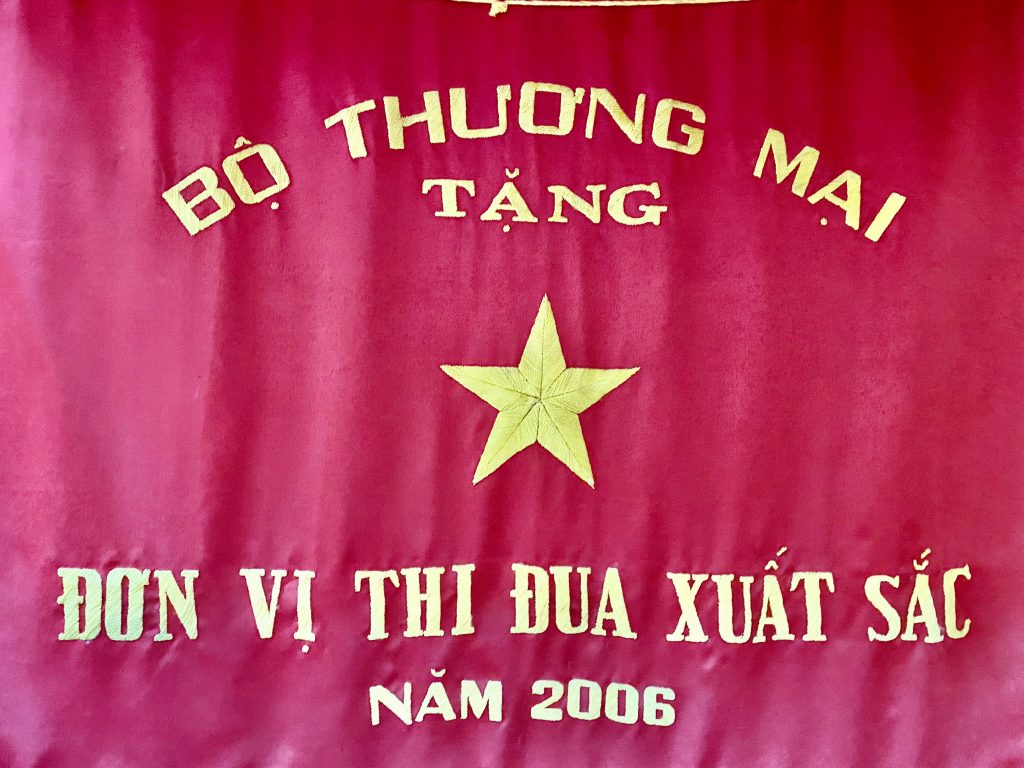 BỘ THƯƠNG MẠI
TẶNG
ĐƠN VỊ THI ĐUA XUẤT SẮC
NĂM 2006